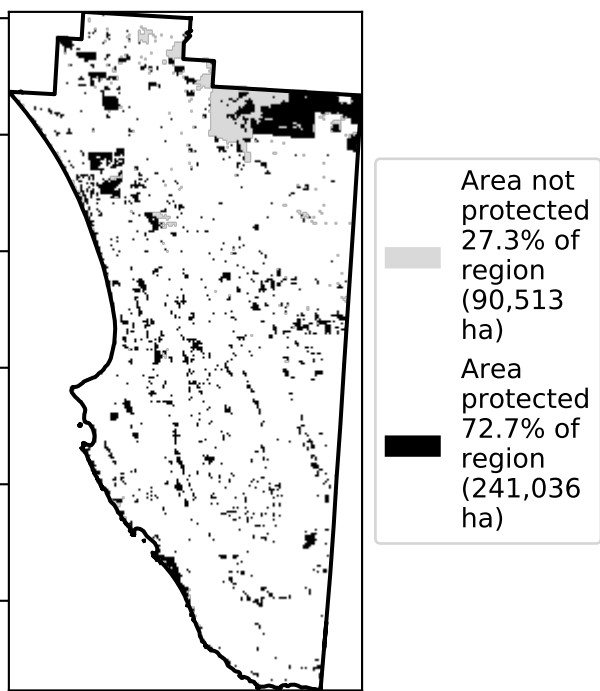 Area not
protected
27.3% of
region
(90,513
ha)
Area
protected
72.7% of
region
(241,036
ha)